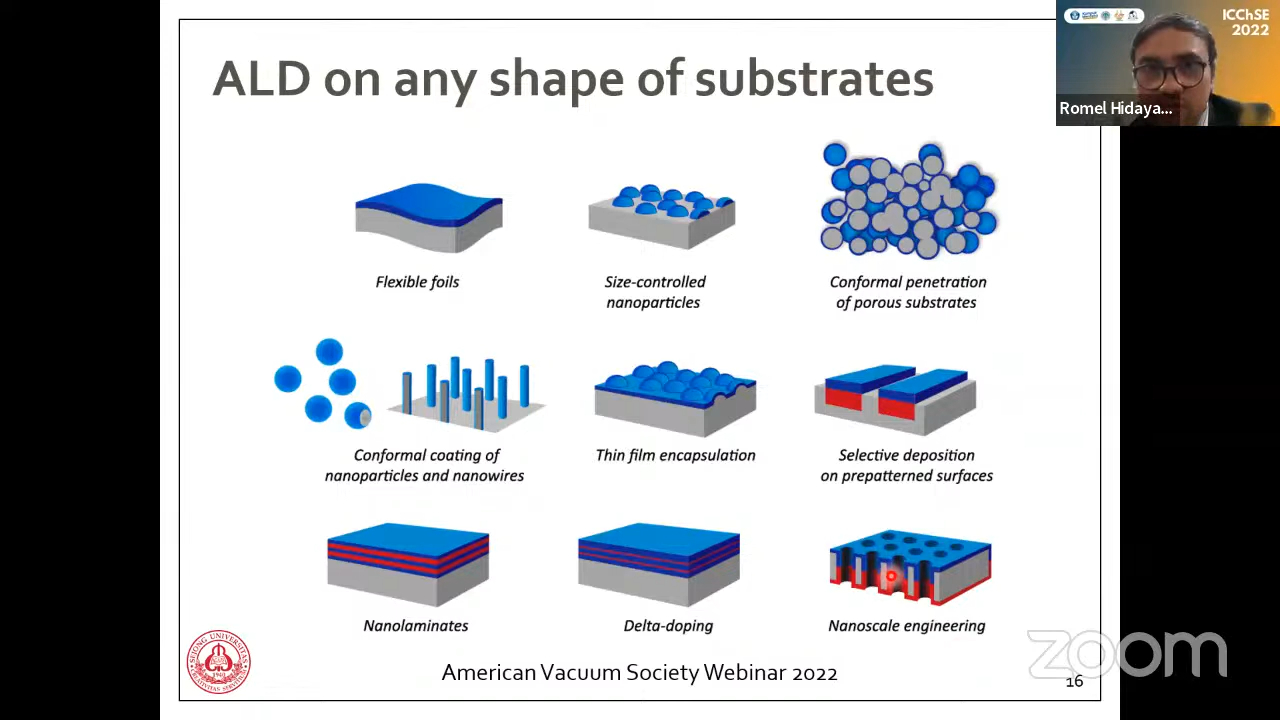 ALD on any shape of substrates
ICChSE
2022
Romel Hidaya...
Flexible foils
Size-controlled
nanoparticles
Conformal penetration
of porous substrates
Conformal coating of
nanoparticles and nanowires
Thin film encapsulation
Selective deposition
on prepatterned surfaces
Nanolaminates
Delta-doping
Nanoscale engineering
American Vacuum Society Webinar 2022
zoom
16